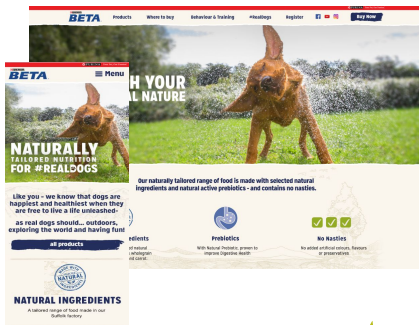 BETA
Products
Where to buy
Behaviour & Training
#RealDogs
Register
Buy Now
H YOUR
AL NATURE
Our naturally tailored range of food is made with selected natural
ingredients and natural active prebiotics - and contains no nasties.
edients
Prebiotics
With Natural Prebiotic proven to
improve Digestive Health
No Nasties
No added artificial colours, flavours
or preservatives
BETA
Menu
NATURALLY
TAILORED NUTRITION
FOR #REALDOGS
Like you - we know that dogs are
happiest and healthiest when they
are free to live a life unleashed-
as real dogs should... outdoors,
exploring the world and having fun!
all products
NATURAL
NATURAL INGREDIENTS
A tailored range of food made in our
Suffolk factory